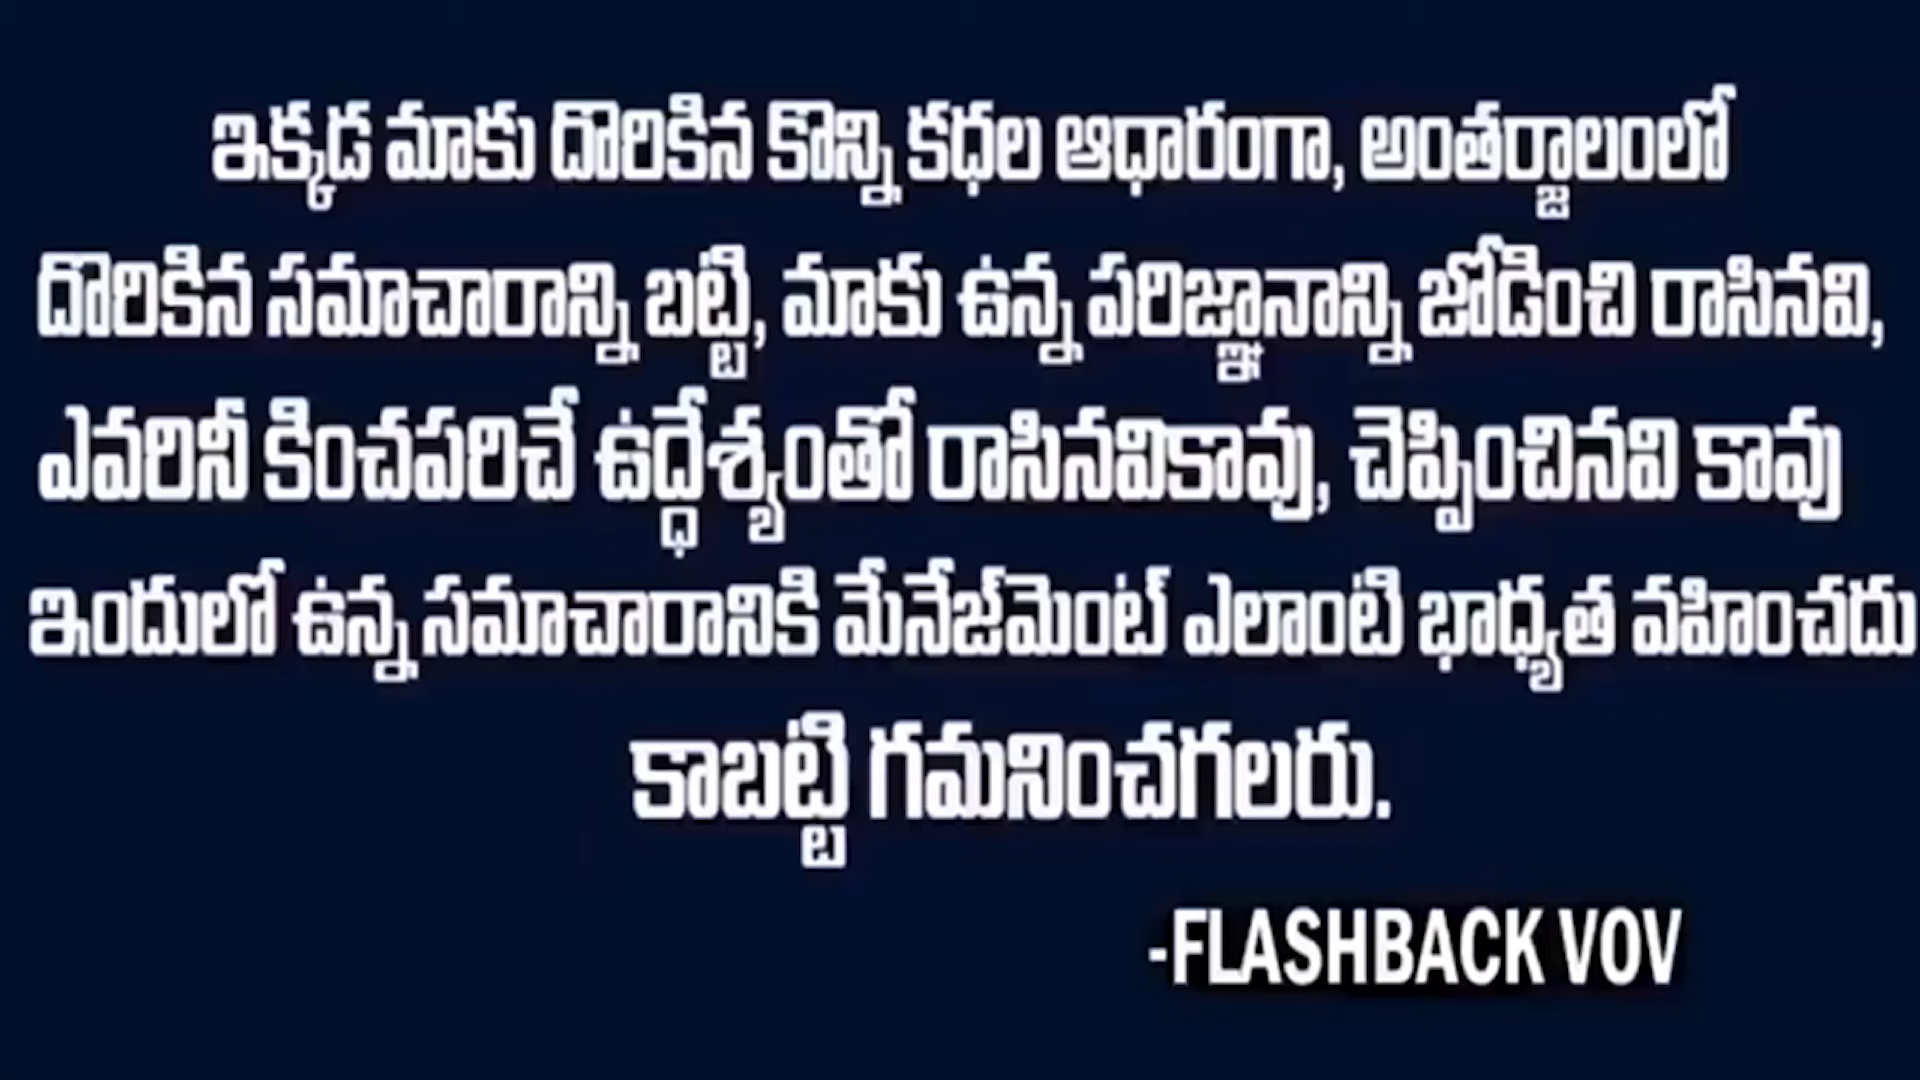 ఇక్కడ మాకు దొరికిన కొన్ని కధల ఆధారంగా, అంతర్జాలంలో
దొరికిన సమాచారాన్ని బట్టి, మాకు ఉన్న పరిజ్ఞానాన్ని జోడించి రాసినవి,
ఎవరినీ కించపరిచే ఉద్ధేశ్యంతో రాసినవికావు, చెప్పించినవి కావు
ఇందులో ఉన్న సమాచారానికి మేనేజ్‌మెంట్ ఎలాంటి భాధ్యత వహించదు
కాబట్టి గమనించగలరు.
-FLASHBACK VOV